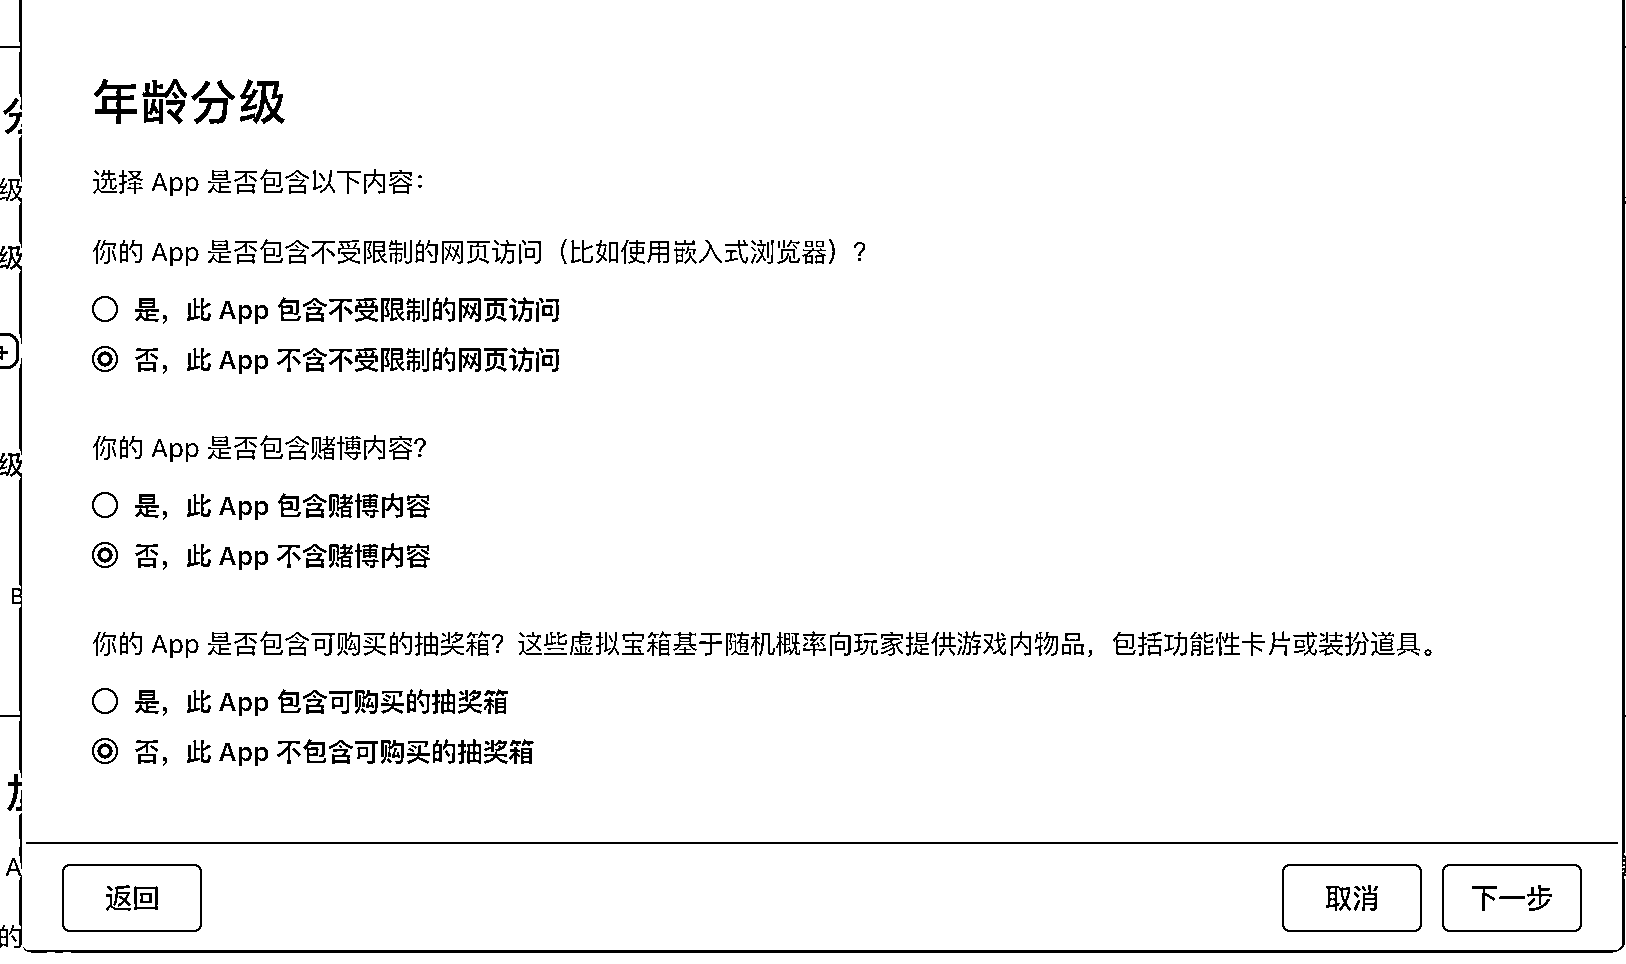 年龄分级
选择 App 是否包含以下内容：
你的 App 是否包含不受限制的网页访问（比如使用嵌入式浏览器）？
是，此 App 包含不受限制的网页访问
否，此 App 不含不受限制的网页访问
你的 App 是否包含赌博内容？
是，此 App 包含赌博内容
否，此 App 不含赌博内容
你的 App 是否包含可购买的抽奖箱？这些虚拟宝箱基于随机概率向玩家提供游戏内物品，包括功能性卡片或装扮道具。
是，此 App 包含可购买的抽奖箱
否，此 App 不包含可购买的抽奖箱
返回
取消
下一步
级
级
级
A
的